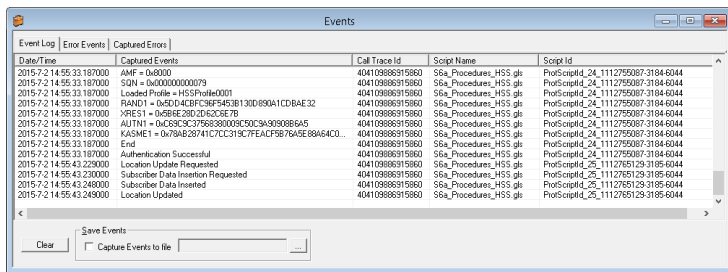 Events
Event Log Error Events Captured Errors
Date/Time Captured Events Call Trace Id Script Name Script Id
2015-7-2 14:55:33.187000 AMF = 0x8000 404109886915860 S6a_Procedures_HSS.gls ProtScriptId_24_1112755087-3184-6044
2015-7-2 14:55:33.187000 SQN = 0x000000000079 404109886915860 S6a_Procedures_HSS.gls ProtScriptId_24_1112755087-3184-6044
2015-7-2 14:55:33.187000 Loaded Profile = HSSProfile0001 404109886915860 S6a_Procedures_HSS.gls ProtScriptId_24_1112755087-3184-6044
2015-7-2 14:55:33.187000 RAND1 = 0x5DD4CBFC96F5453B130D890A1CDBAE32 404109886915860 S6a_Procedures_HSS.gls ProtScriptId_24_1112755087-3184-6044
2015-7-2 14:55:33.187000 XRES1 = 0x5B6E28D2D62C6E7B 404109886915860 S6a_Procedures_HSS.gls ProtScriptId_24_1112755087-3184-6044
2015-7-2 14:55:33.187000 AUTN1 = 0xC69C9C37568380009C50C9A90908B6A5 404109886915860 S6a_Procedures_HSS.gls ProtScriptId_24_1112755087-3184-6044
2015-7-2 14:55:33.187000 KASME1 = 0x78AB28741C7CC319C7FEACF5B76A5E88A64C0... 404109886915860 S6a_Procedures_HSS.gls ProtScriptId_24_1112755087-3184-6044
2015-7-2 14:55:33.187000 End 404109886915860 S6a_Procedures_HSS.gls ProtScriptId_24_1112755087-3184-6044
2015-7-2 14:55:33.187000 Authentication Successful 404109886915860 S6a_Procedures_HSS.gls ProtScriptId_24_1112755087-3184-6044
2015-7-2 14:55:43.229000 Location Update Requested 404109886915860 S6a_Procedures_HSS.gls ProtScriptId_25_1112765129-3185-6044
2015-7-2 14:55:43.230000 Subscriber Data Insertion Requested 404109886915860 S6a_Procedures_HSS.gls ProtScriptId_25_1112765129-3185-6044
2015-7-2 14:55:43.248000 Subscriber Data Inserted 404109886915860 S6a_Procedures_HSS.gls ProtScriptId_25_1112765129-3185-6044
2015-7-2 14:55:43.249000 Location Updated 404109886915860 S6a_Procedures_HSS.gls ProtScriptId_25_1112765129-3185-6044
Save Events
Clear Capture Events to file ...